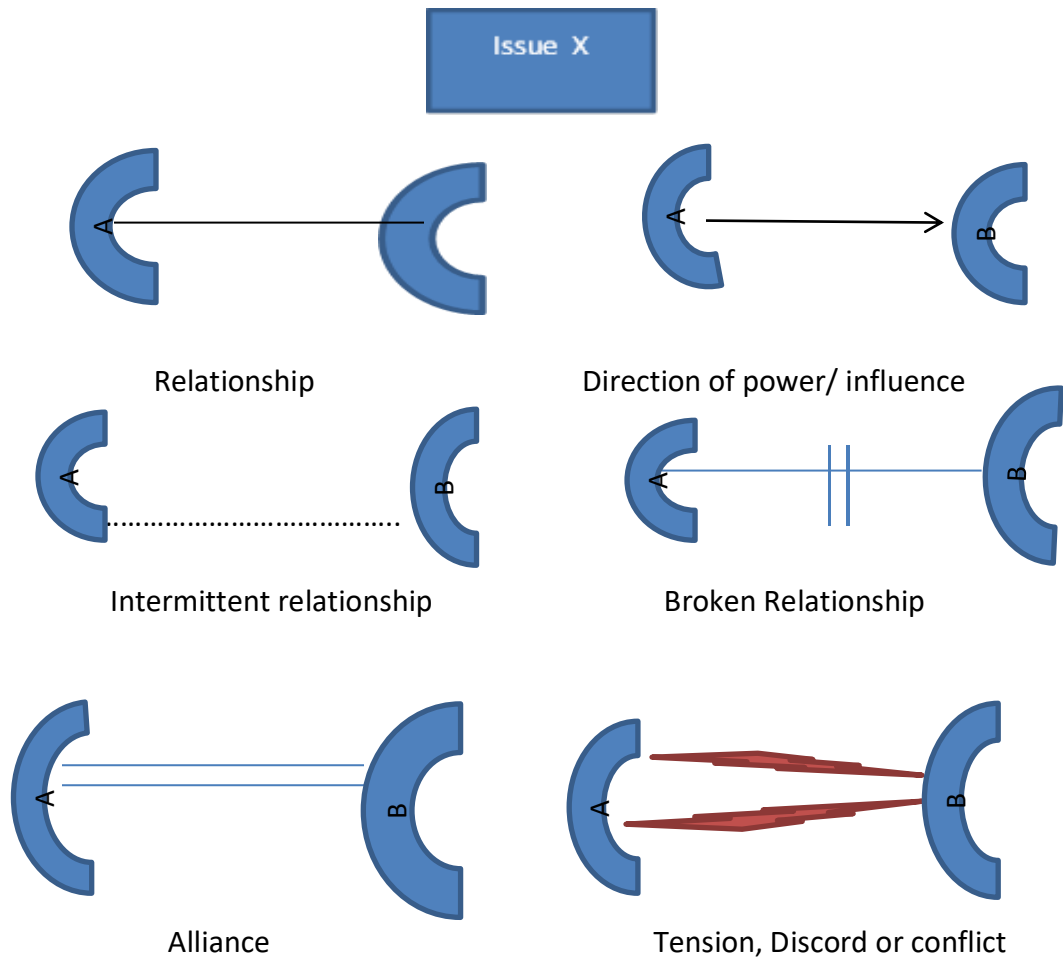 Issue X
A
A
B
Relationship
Direction of power/ influence
A
B
A
B
Intermittent relationship
Broken Relationship
A
B
A
B
Alliance
Tension, Discord or conflict